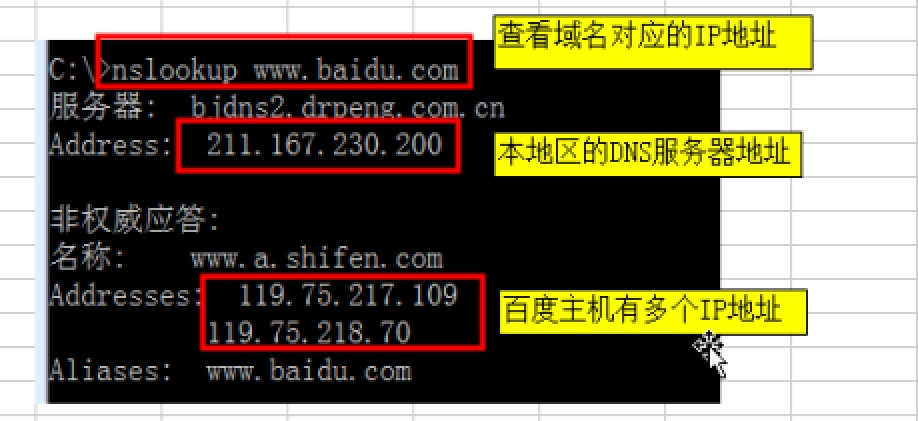 查看域名对应的IP地址
C:\>nslookup www.baidu.com
服务器:  bjdns2.drpeng.com.cn
Address:  211.167.230.200
本地区的DNS服务器地址
非权威应答:
名称:    www.a.shifen.com
Addresses:  119.75.217.109
119.75.218.70
百度主机有多个IP地址
Aliases:  www.baidu.com